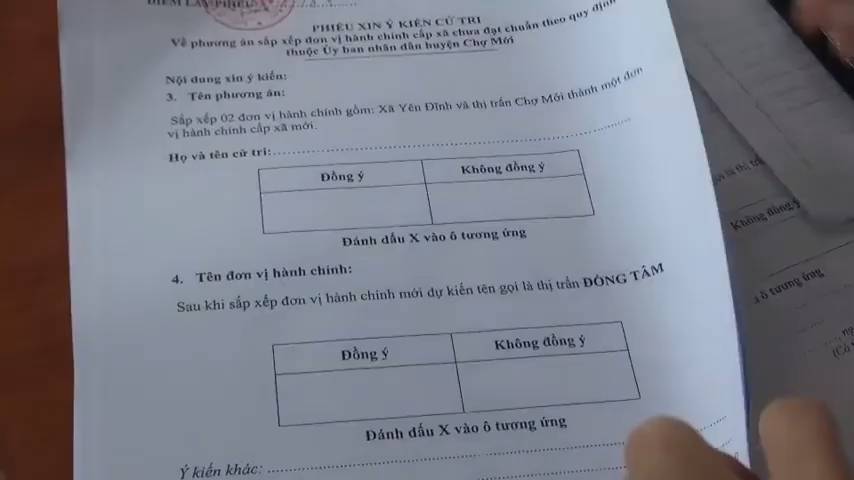 PHIẾU XIN Ý KIẾN CỬ TRI
Về phương án sắp xếp đơn vị hành chính cấp xã chưa đạt chuẩn theo quy định
thuộc Ủy ban nhân dân huyện Chợ Mới
Nội dung xin ý kiến:
3. Tên phương án:
Sắp xếp 02 đơn vị hành chính gồm: Xã Yên Đĩnh và thị trấn Chợ Mới thành một đơn
vị hành chính cấp xã mới.
Họ và tên cử tri:
Đồng ý Không đồng ý
Đánh dấu X vào ô tương ứng
4. Tên đơn vị hành chính:
Sau khi sắp xếp đơn vị hành chính mới dự kiến tên gọi là thị trấn ĐỒNG TÂM
Đồng ý Không đồng ý
Đánh dấu X vào ô tương ứng
Ý kiến khác:
gọi là thị
Không đồng ý
ô tương ứng